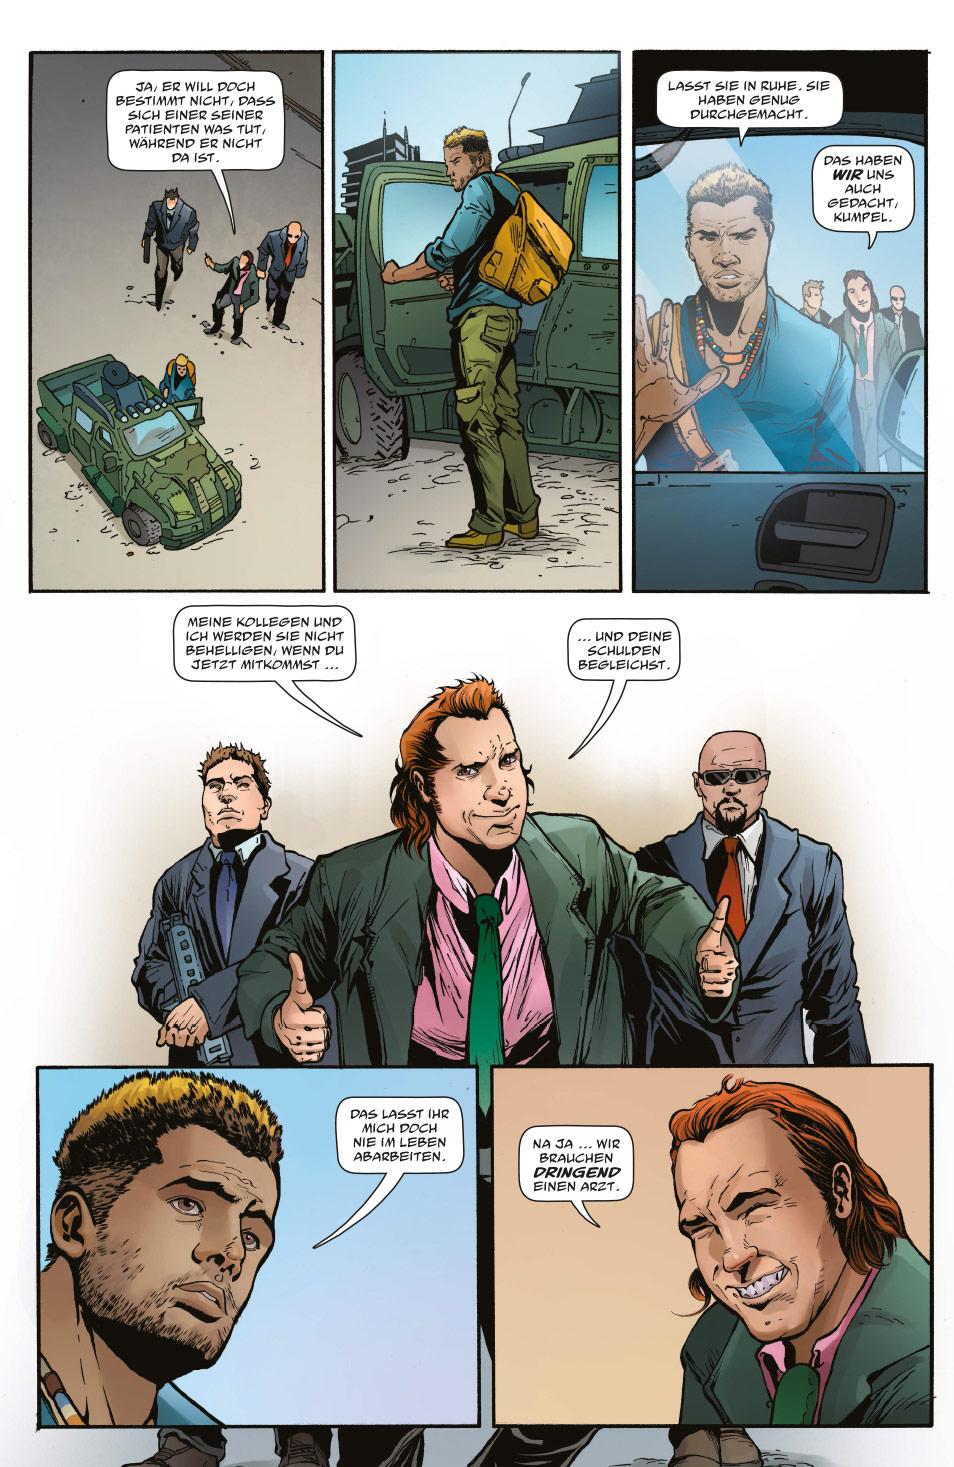 JA, ER WILL DOCH
BESTIMMT NICHT, DASS
SICH EINER SEINER
PATIENTEN WAS TUT,
WÄHREND ER NICHT
DA IST.
LASST SIE IN RUHE. SIE
HABEN GENUG
DURCHGEMACHT.
DAS HABEN
WIR UNS
AUCH
GEDACHT,
KUMPEL.
MEINE KOLLEGEN UND
ICH WERDEN SIE NICHT
BEHELLIGEN, WENN DU
JETZT MITKOMMST ...
... UND DEINE
SCHULDEN
BEGLEICHST.
DAS LASST IHR
MICH DOCH
NIE IM LEBEN
ABARBEITEN.
NA JA ... WIR
BRAUCHEN
DRINGEND
EINEN ARZT.